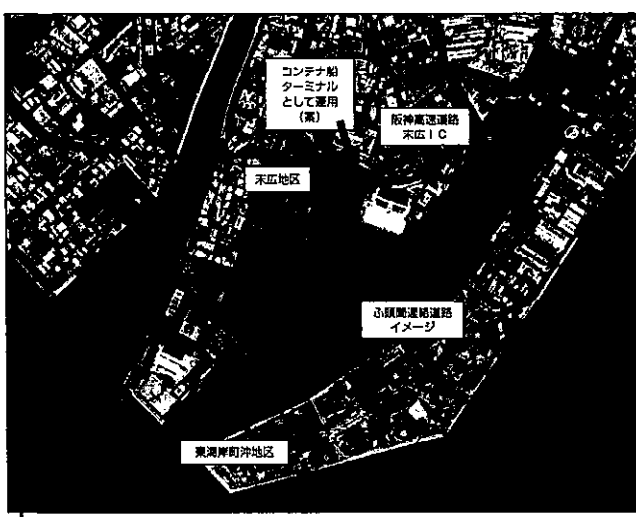 コンテナ船
ターミナル
として運用
（案）
阪神高速道路
末広ＩＣ
末広地区
ふ頭間連絡道路
イメージ
東海岸町沖地区